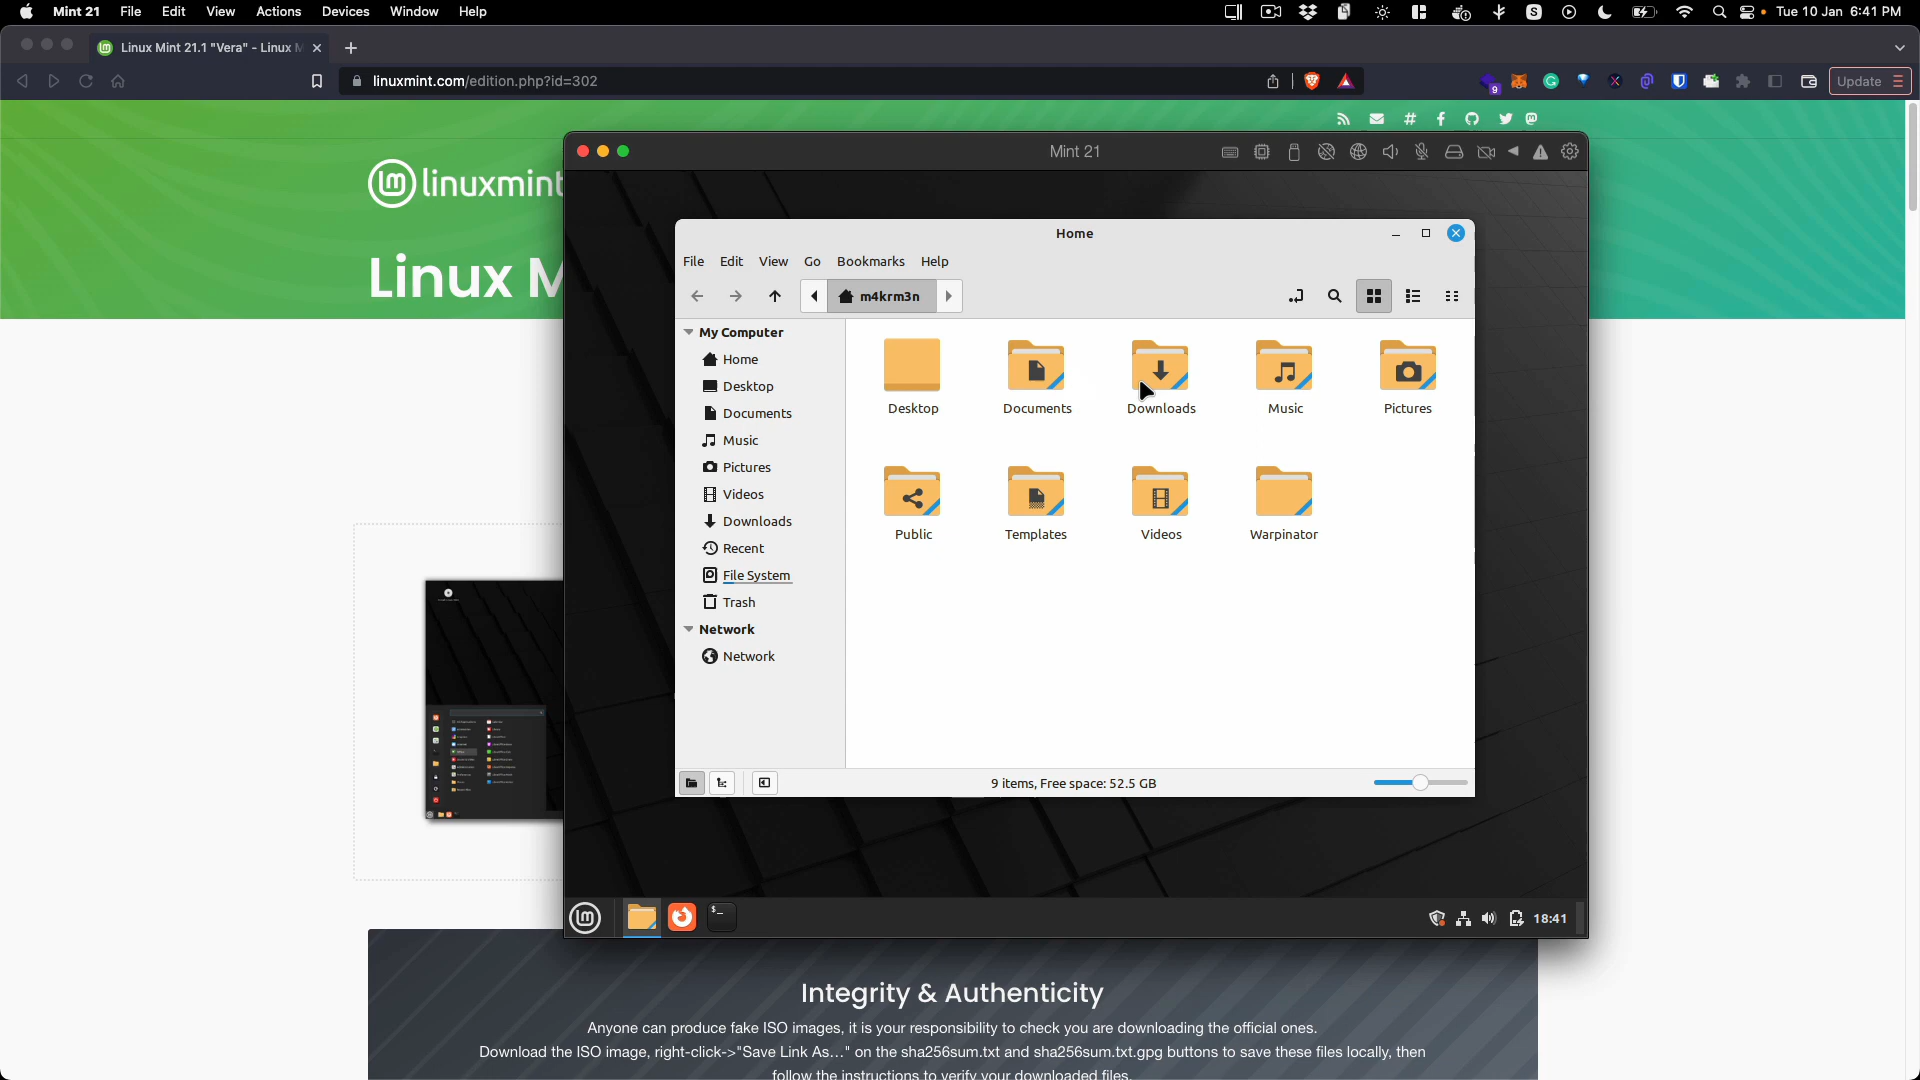 Mint 21 File Edit View Actions Devices Window Help
S
Tue 10 Jan 6:41 PM
Linux Mint 21.1 "Vera" - Linux M
linuxmint.com/edition.php?id=302
9
Update
linuxmint
Linux M
Mint 21
Home
File Edit View Go Bookmarks Help
m4krm3n
My Computer
Home
Desktop
Documents
Music
Pictures
Videos
Downloads
Recent
File System
Trash
Network
Network
Desktop Documents Downloads Music Pictures
Public Templates Videos Warpinator
9 items, Free space: 52.5 GB
18:41
Integrity & Authenticity
Anyone can produce fake ISO images, it is your responsibility to check you are downloading the official ones.
Download the ISO image, right-click->"Save Link As..." on the sha256sum.txt and sha256sum.txt.gpg buttons to save these files locally, then
follow the instructions to verify your downloaded files.